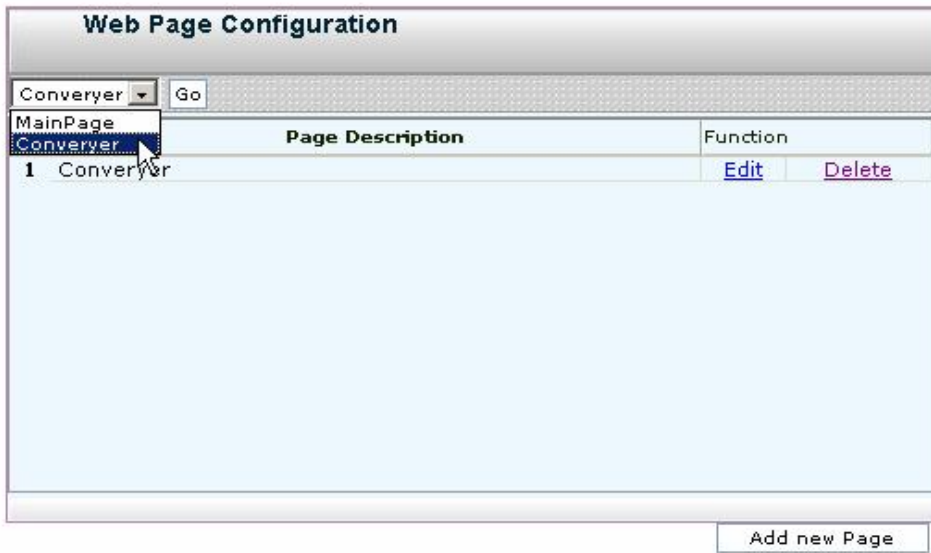 Web Page Configuration
Converyer Go
MainPage
Converyer
Page Description Function
1 Converyer Edit Delete
Add new Page